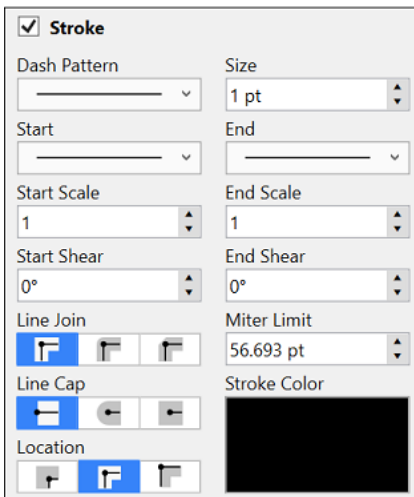 Stroke
Dash Pattern Size
1 pt
Start End
Start Scale End Scale
1 1
Start Shear End Shear
0° 0°
Line Join Miter Limit
56.693 pt
Line Cap Stroke Color
Location